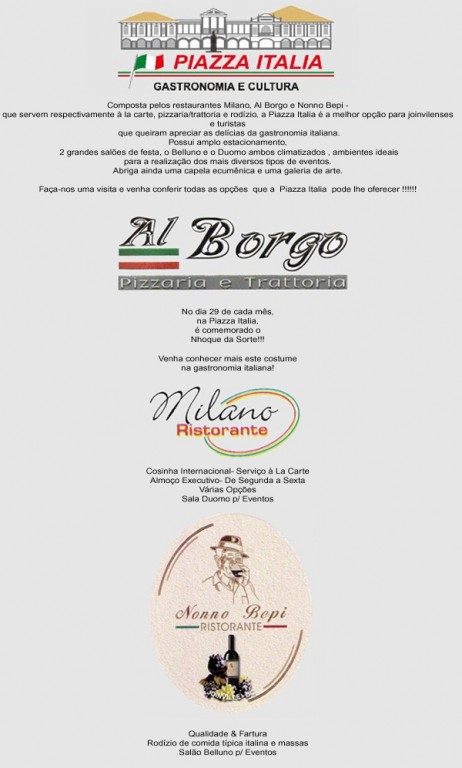 PIAZZA ITALIA
GASTRONOMIA E CULTURA
Composta pelos restaurantes Milano, Al Borgo e Nonno Bepi -
que servem respectivamente à la carte, pizzaria/trattoria e rodízio, a Piazza Italia é a melhor opção para joinvilenses
e turistas
que queiram apreciar as delícias da gastronomia italiana.
Possui amplo estacionamento,
2 grandes salões de festa, o Belluno e o Duomo ambos climatizados , ambientes ideais
para a realização dos mais diversos tipos de eventos.
Abriga ainda uma capela ecumênica e uma galeria de arte.
Faça-nos uma visita e venha conferir todas as opções que a Piazza Italia pode lhe oferecer !!!!!!
Al Borgo
Pizzaria e Trattoria
No dia 29 de cada mês,
na Piazza Italia,
é comemorado o
Nhoque da Sorte!!!
Venha conhecer mais este costume
na gastronomia italiana!
Milano
Ristorante
Cosinha Internacional- Serviço à La Carte
Almoço Executivo- De Segunda a Sexta
Várias Opções
Sala Duomo p/ Eventos
Nonno Bepi
RISTORANTE
JOINVILLE - SC
Qualidade & Fartura
Rodízio de comida típica italina e massas
Salão Belluno p/ Eventos